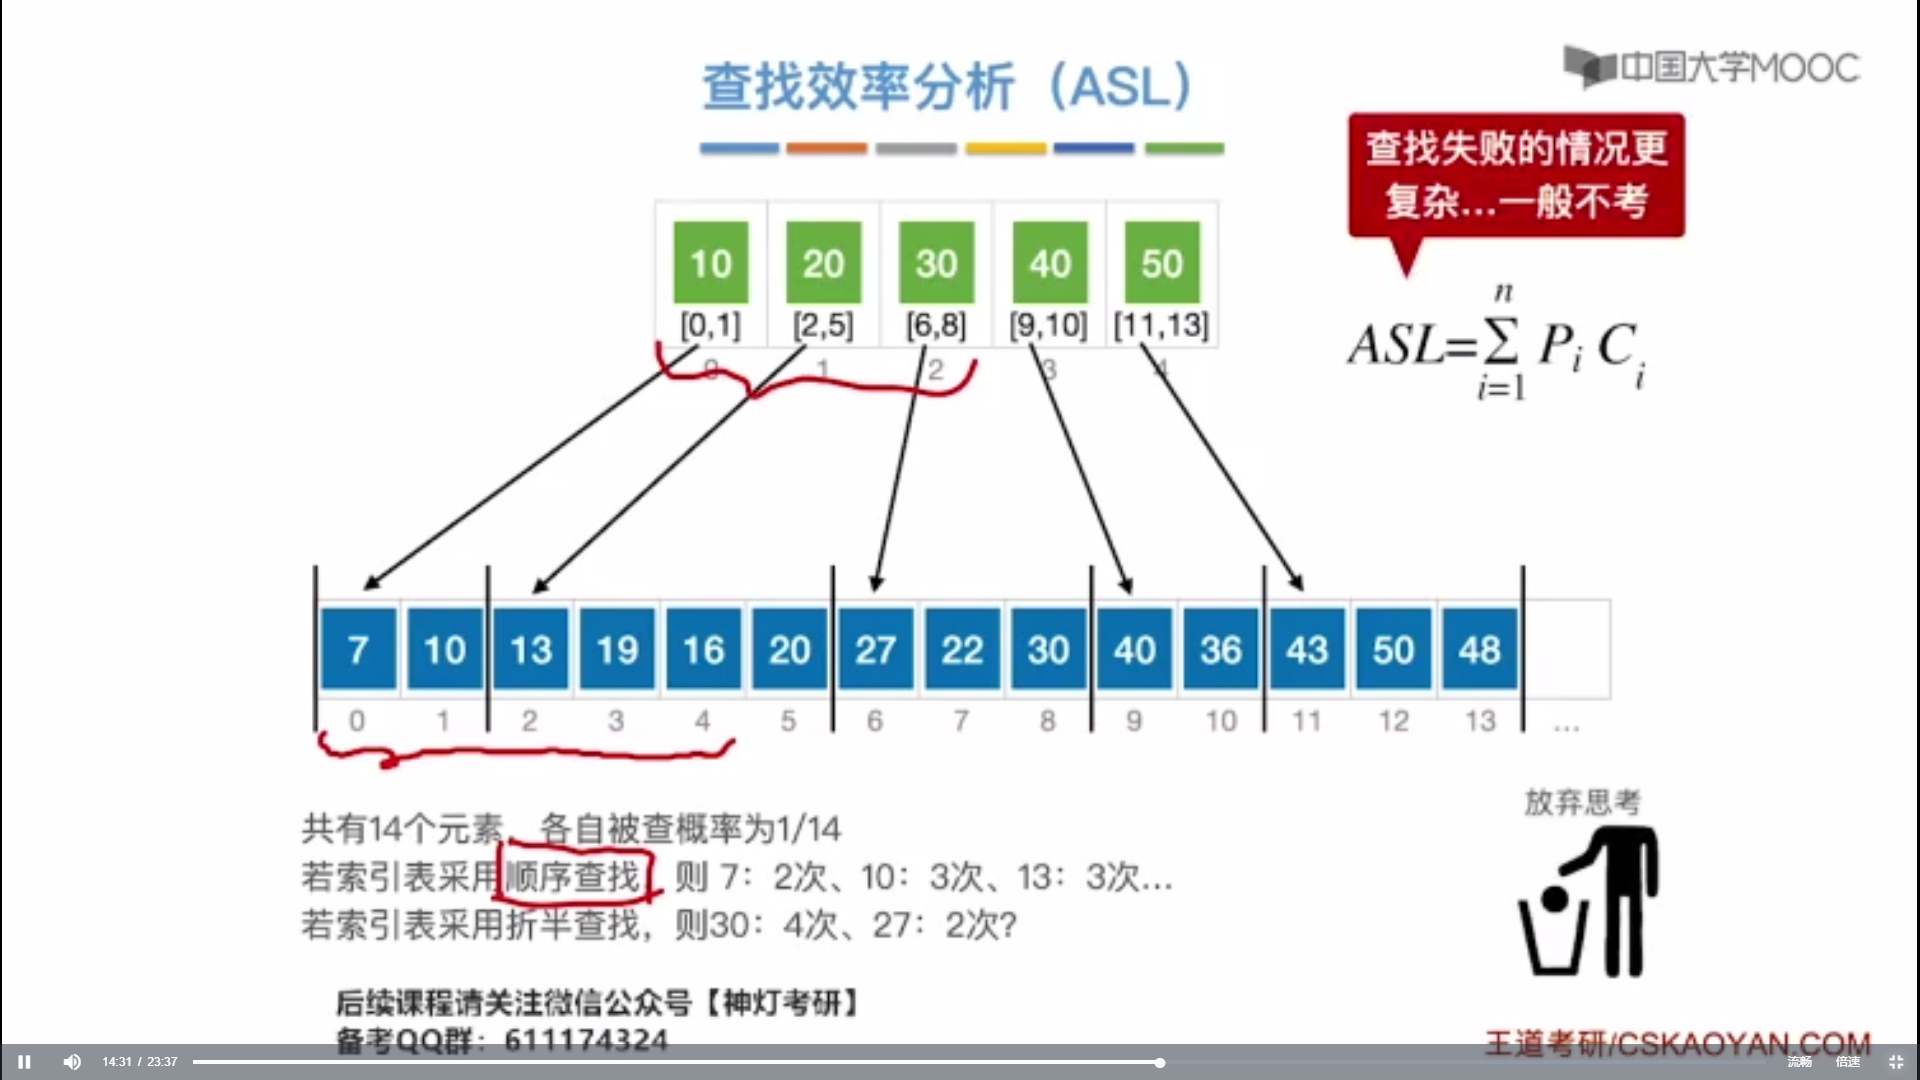 查找效率分析（ASL）
中国大学MOOC
查找失败的情况更
复杂...一般不考
10 20 30 40 50
[0,1] [2,5] [6,8] [9,10] [11,13]
0 1 2 3 4
n
ASL=∑ Pi Ci
i=1
7 10 13 19 16 20 27 22 30 40 36 43 50 48
0 1 2 3 4 5 6 7 8 9 10 11 12 13 ...
共有14个元素，各自被查概率为1/14
若索引表采用顺序查找，则 7：2次、10：3次、13：3次...
若索引表采用折半查找，则30：4次、27：2次?
放弃思考
后续课程请关注微信公众号【神灯考研】
备考QQ群：611174324
王道考研/CSKAOYAN.COM
14:31 / 23:37
流畅 倍速